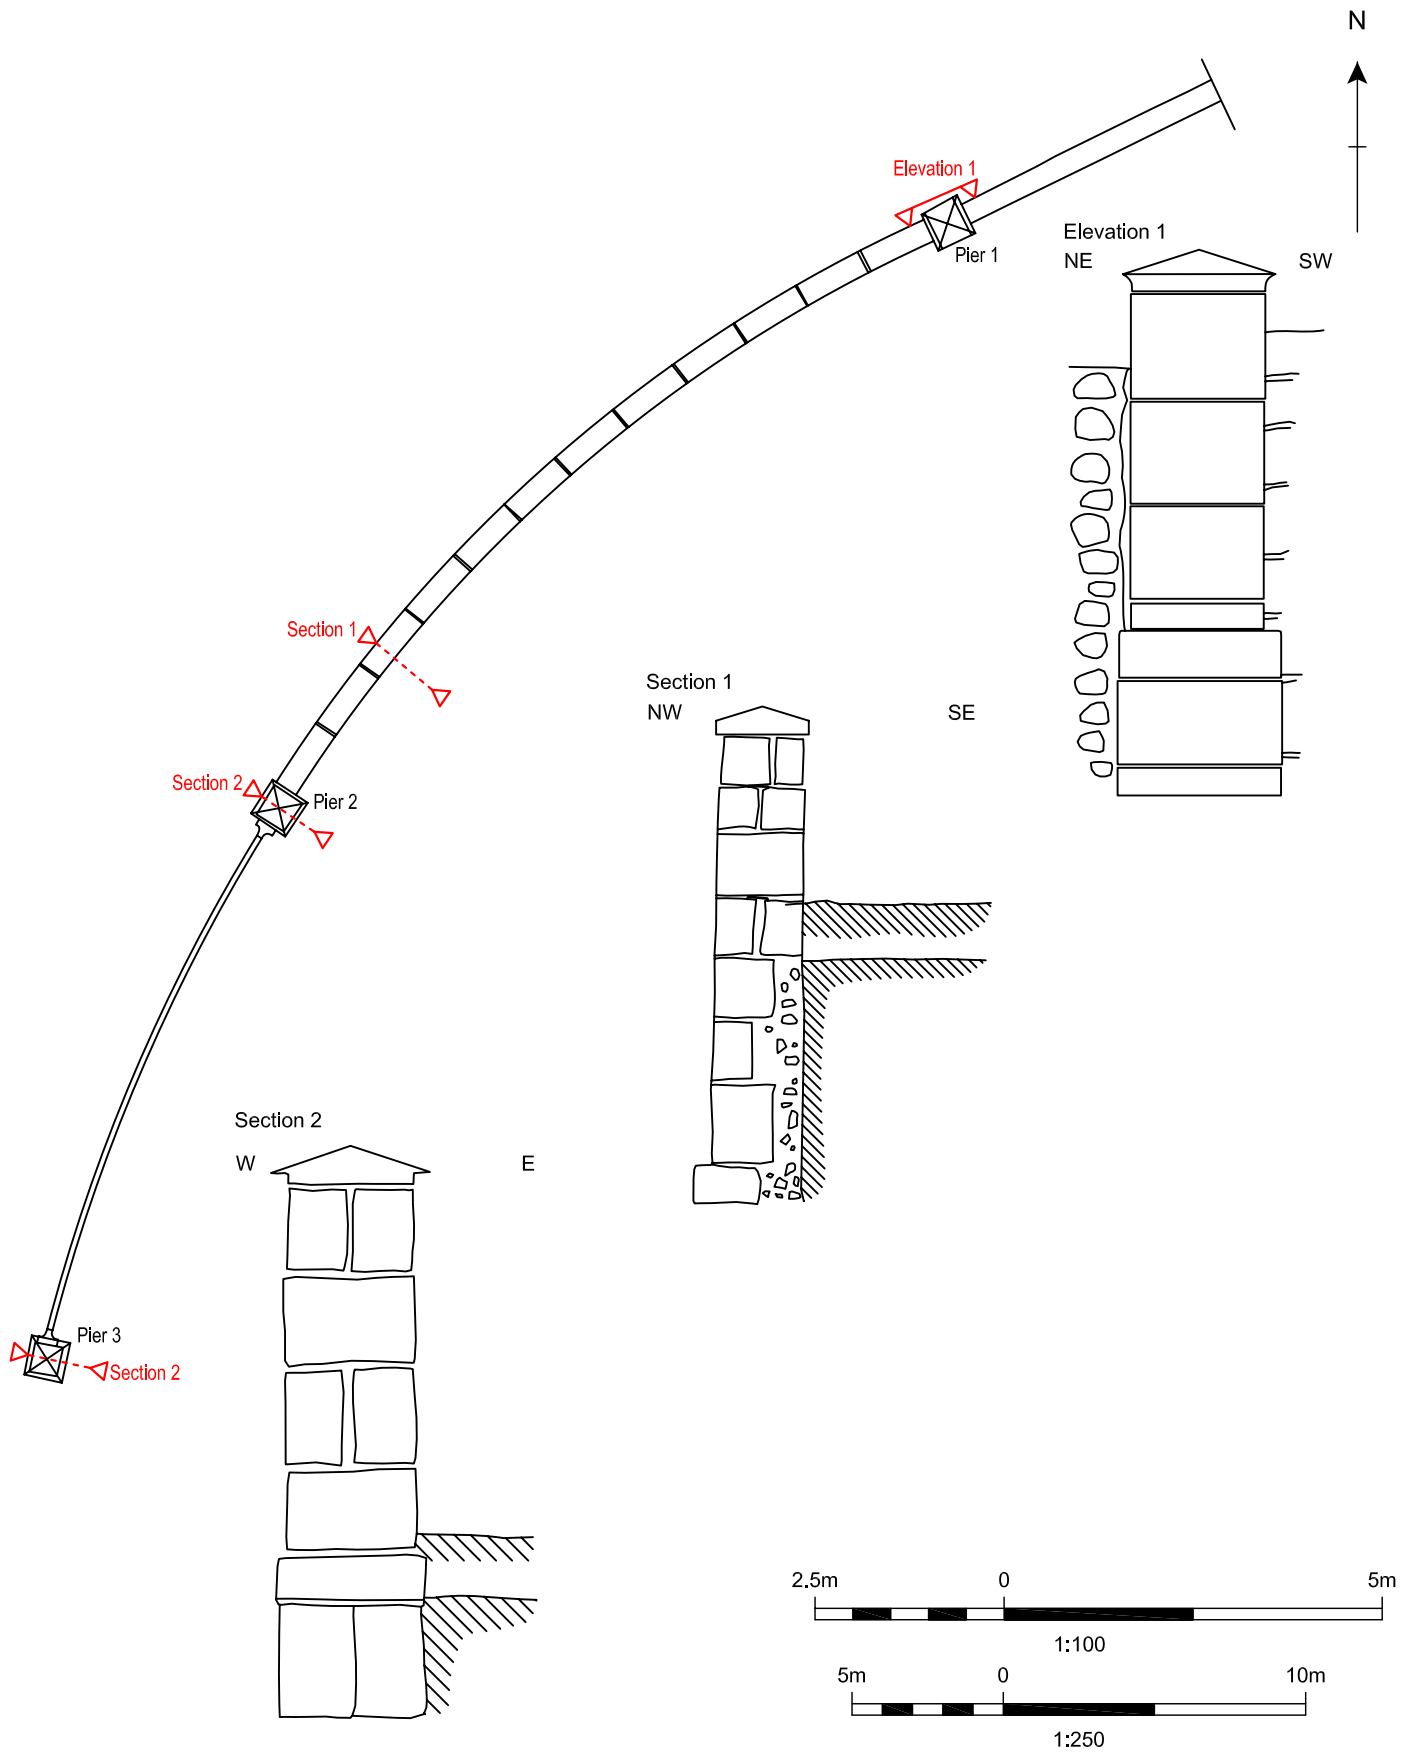 N
Elevation 1
Pier 1
Elevation 1
NE SW
Section 1
Section 1
NW SE
Section 2
Pier 2
Section 2
W E
Pier 3
Section 2
2.5m 0 5m
1:100
5m 0 10m
1:250